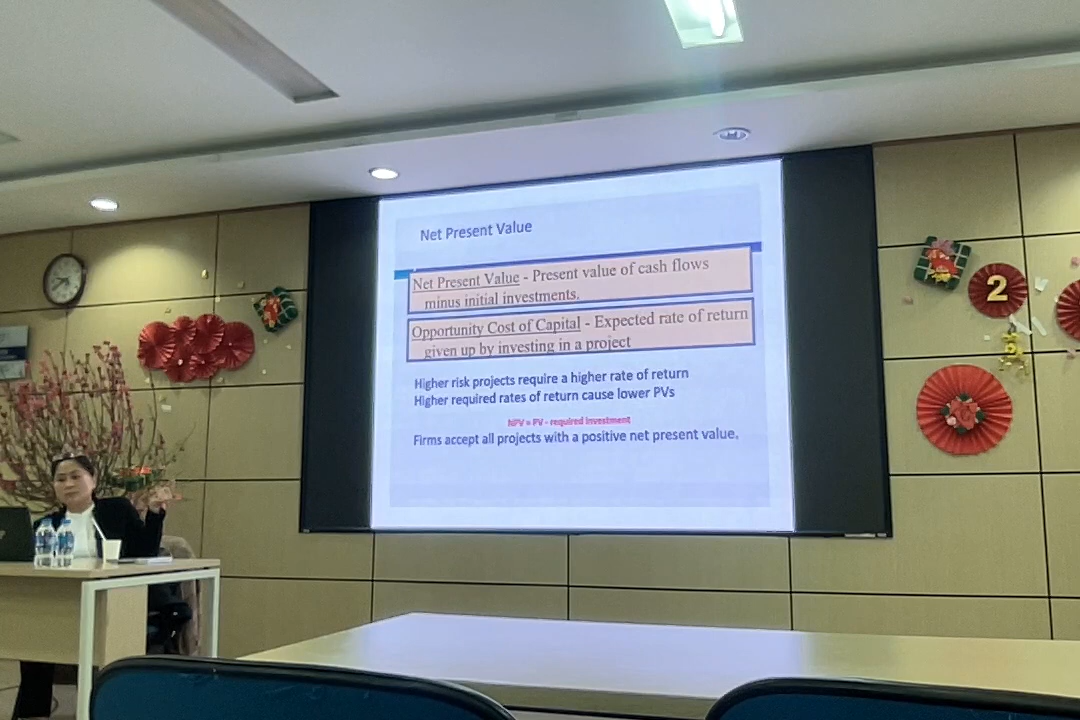 Net Present Value
Net Present Value - Present value of cash flows
minus initial investments.
Opportunity Cost of Capital - Expected rate of return
given up by investing in a project
Higher risk projects require a higher rate of return
Higher required rates of return cause lower PVs
NPV = PV - required investment
Firms accept all projects with a positive net present value.
2